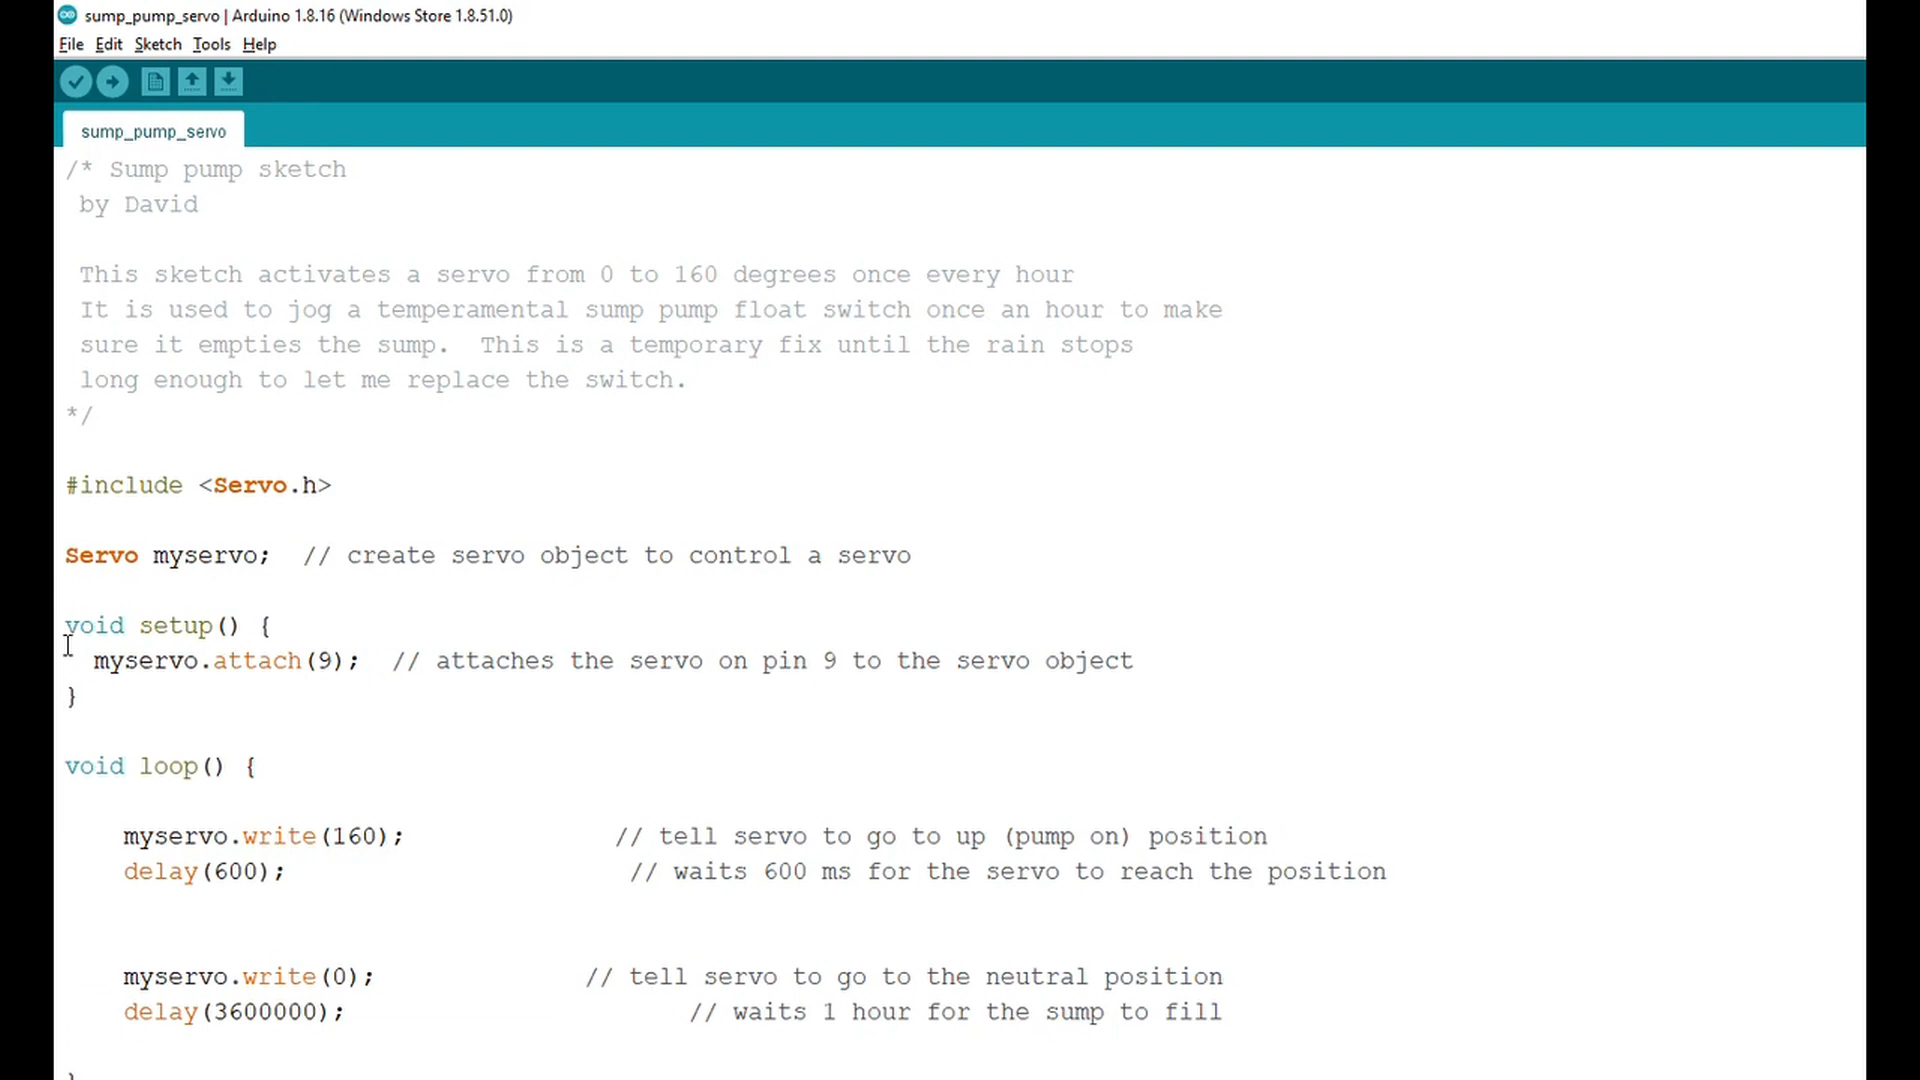 sump_pump_servo | Arduino 1.8.16 (Windows Store 1.8.51.0)
File Edit Sketch Tools Help
sump_pump_servo
/* Sump pump sketch
by David
This sketch activates a servo from 0 to 160 degrees once every hour
It is used to jog a temperamental sump pump float switch once an hour to make
sure it empties the sump.  This is a temporary fix until the rain stops
long enough to let me replace the switch.
*/
#include <Servo.h>
Servo myservo;  // create servo object to control a servo
void setup() {
myservo.attach(9);  // attaches the servo on pin 9 to the servo object
}
void loop() {
myservo.write(160);              // tell servo to go to up (pump on) position
delay(600);                       // waits 600 ms for the servo to reach the position
myservo.write(0);              // tell servo to go to the neutral position
delay(3600000);                       // waits 1 hour for the sump to fill
}